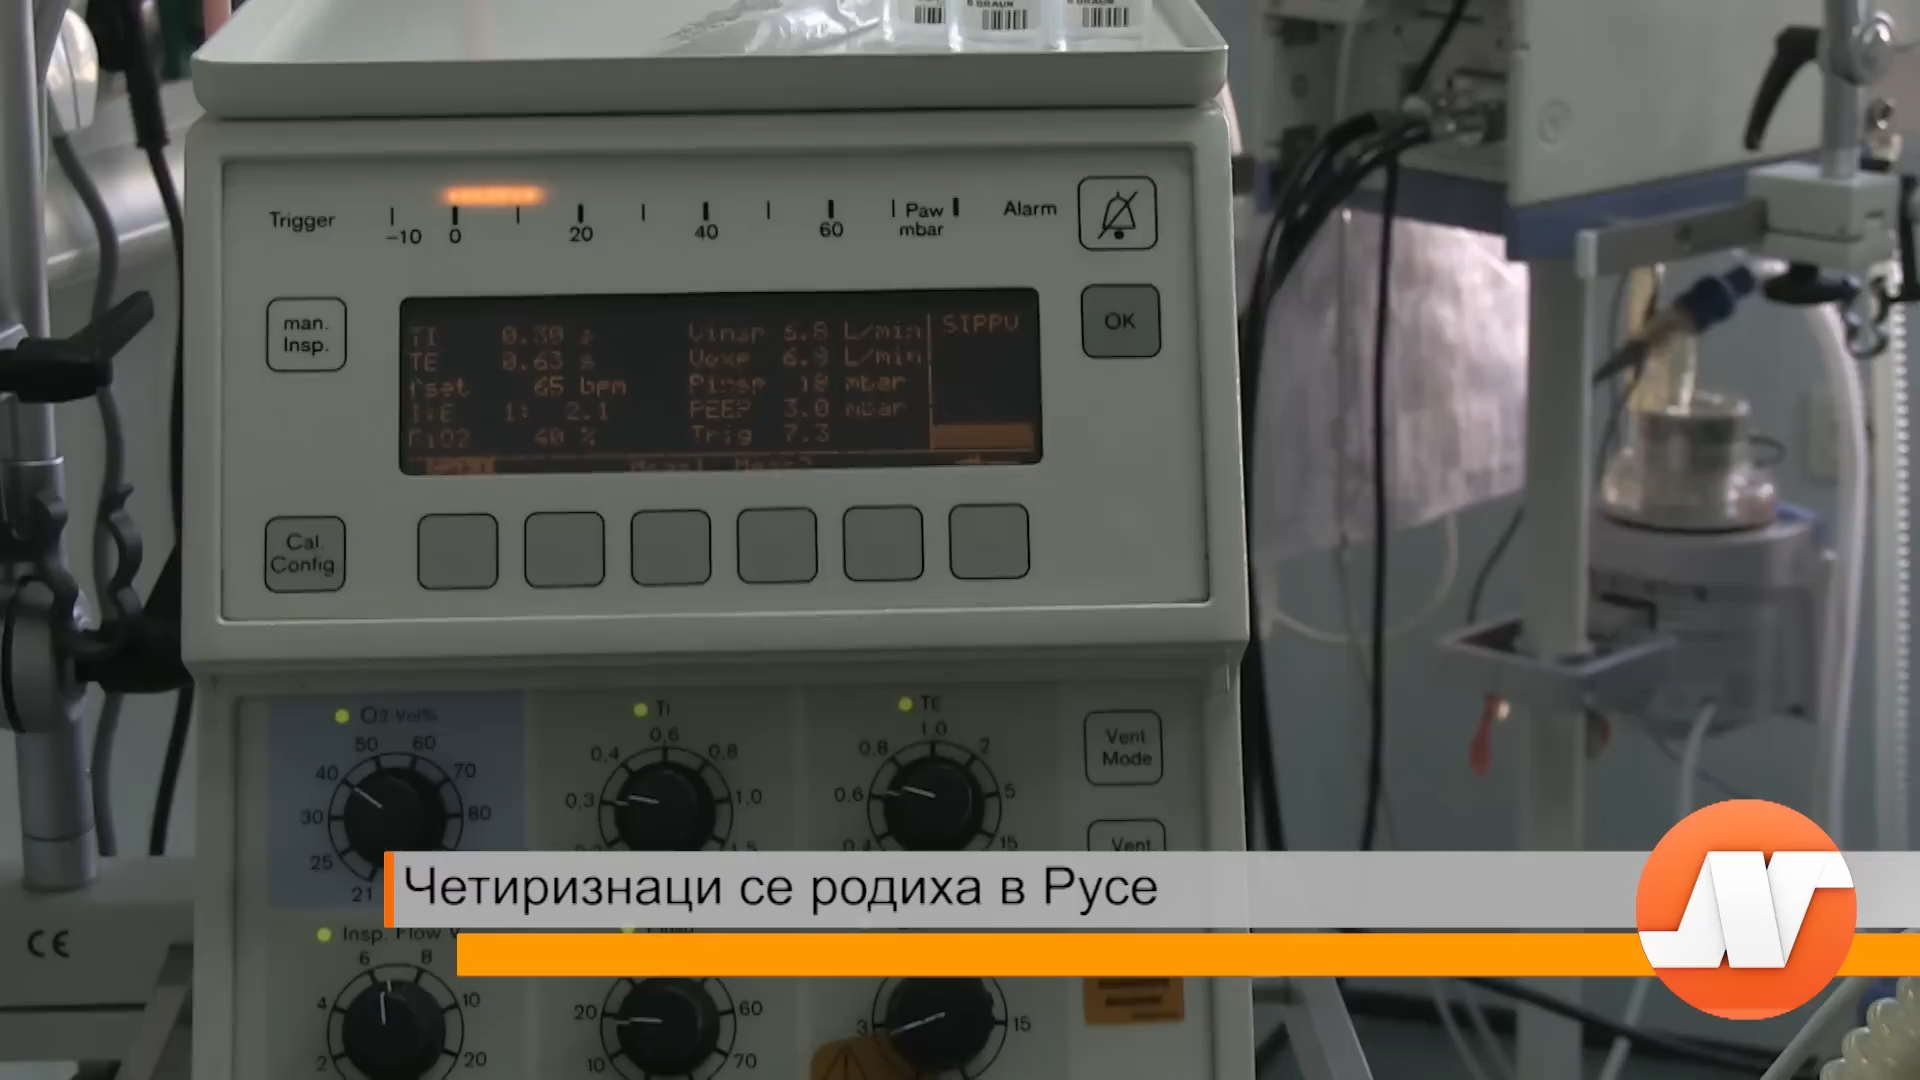 B BRAUN
Trigger -10 0 20 40 60 Paw mbar Alarm
man. Insp.
OK
TI 0.30 s Vinsp 5.8 L/min SIPPV
TE 0.63 s Vexp 6.9 L/min
fset 65 bpm Pinsp 18 mbar
I:E 1: 2.1 PEEP 3.0 mbar
FiO2 40 % Trig 7.3
Cal. Config
O2 Vol%
21 25 30 40 50 60 70 80
TI
0,3 0,4 0,6 0,8 1,0
TE
0,4 0,6 0,8 1,0 2 5 15
Vent Mode
Vent
Четиризнаци се родиха в Русе
CE
Insp. Flow V
2 4 6 8 10 20
10 20 60 70
3 15